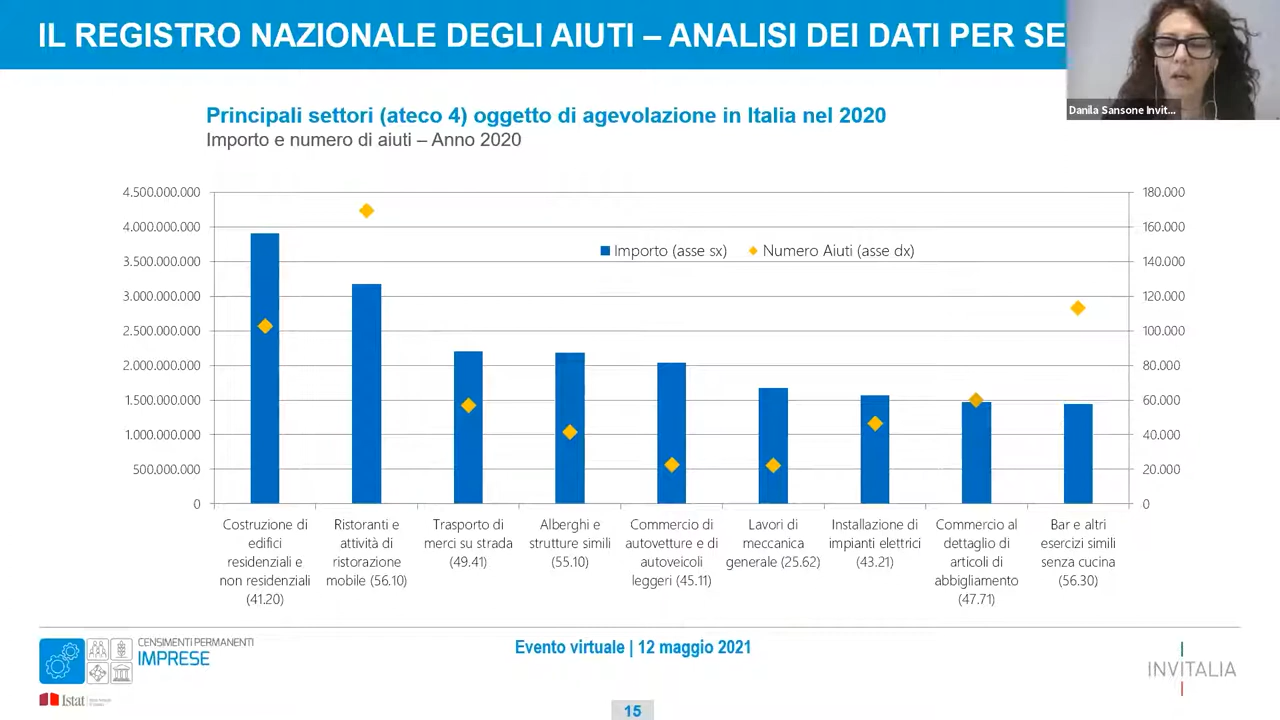 IL REGISTRO NAZIONALE DEGLI AIUTI – ANALISI DEI DATI PER SE
Danila Sansone Invit...
Principali settori (ateco 4) oggetto di agevolazione in Italia nel 2020
Importo e numero di aiuti – Anno 2020
4.500.000.000
4.000.000.000
3.500.000.000
3.000.000.000
2.500.000.000
2.000.000.000
1.500.000.000
1.000.000.000
500.000.000
0
180.000
160.000
140.000
120.000
100.000
80.000
60.000
40.000
20.000
0
Importo (asse sx)
Numero Aiuti (asse dx)
Costruzione di
edifici
residenziali e
non residenziali
(41.20)
Ristoranti e
attività di
ristorazione
mobile (56.10)
Trasporto di
merci su strada
(49.41)
Alberghi e
strutture simili
(55.10)
Commercio di
autovetture e di
autoveicoli
leggeri (45.11)
Lavori di
meccanica
generale (25.62)
Installazione di
impianti elettrici
(43.21)
Commercio al
dettaglio di
articoli di
abbigliamento
(47.71)
Bar e altri
esercizi simili
senza cucina
(56.30)
CENSIMENTI PERMANENTI
IMPRESE
Istat
Evento virtuale | 12 maggio 2021
INVITALIA
15